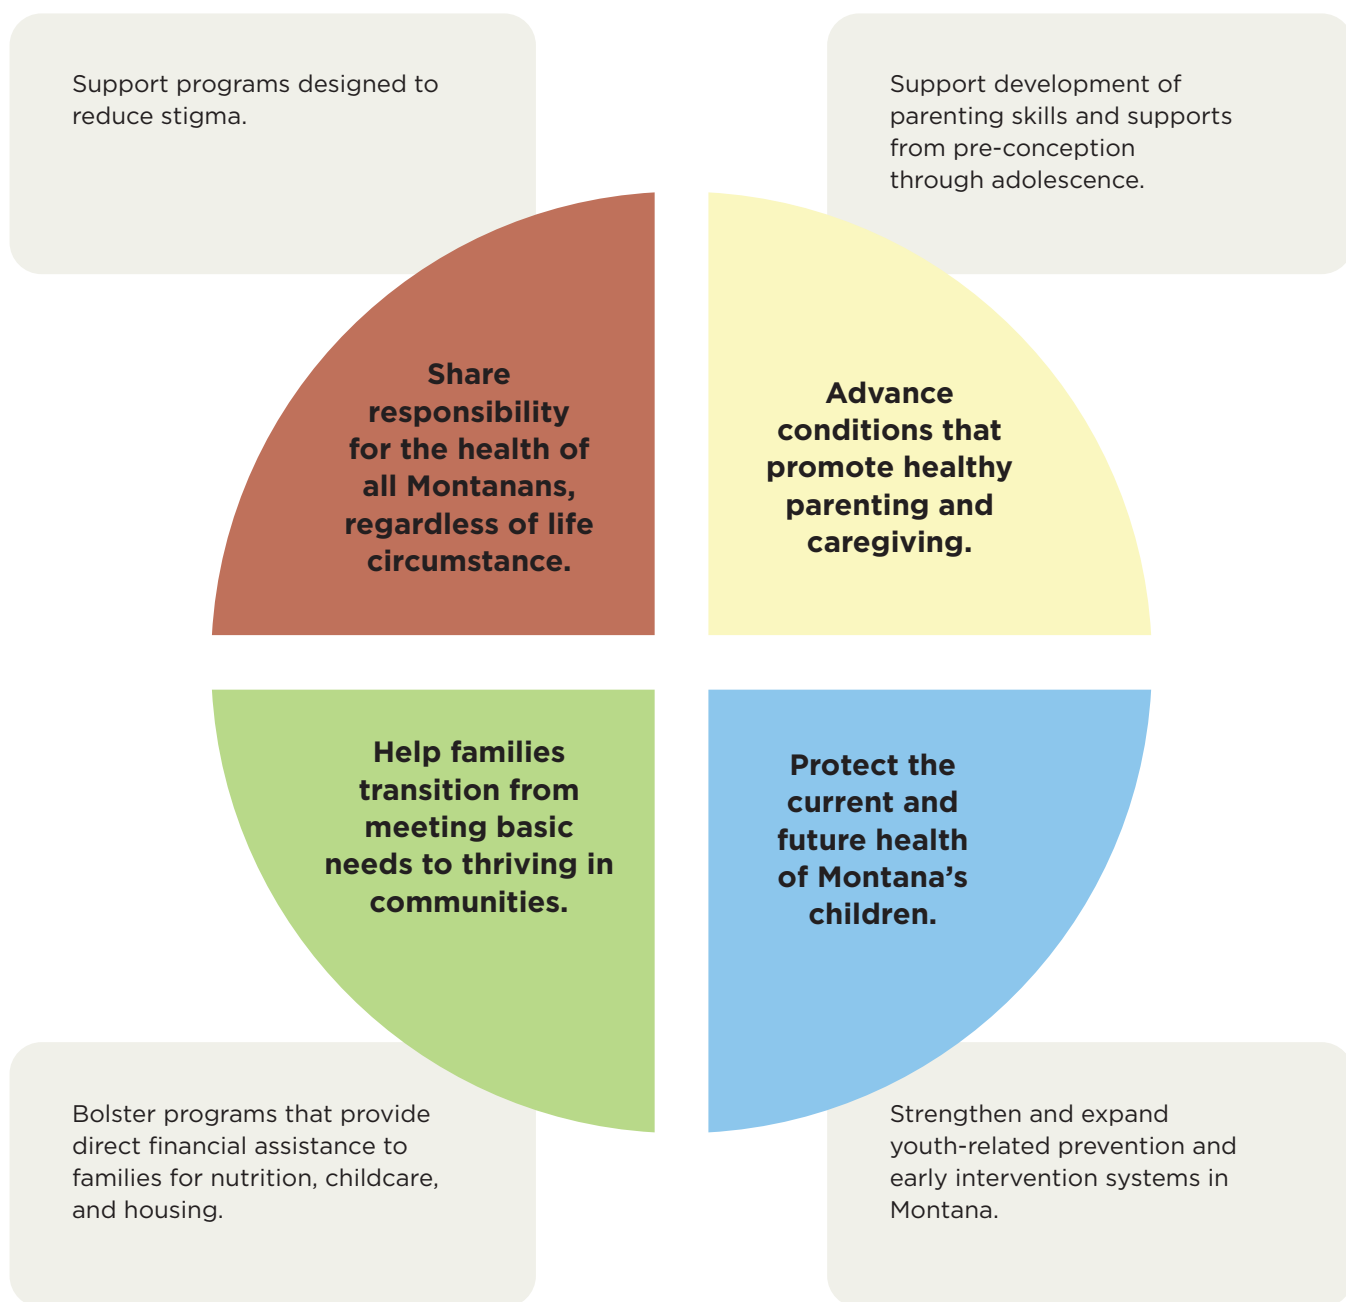 Support programs designed to
reduce stigma.
Support development of
parenting skills and supports
from pre-conception
through adolescence.
Share
responsibility
for the health of
all Montanans,
regardless of life
circumstance.
Advance
conditions that
promote healthy
parenting and
caregiving.
Help families
transition from
meeting basic
needs to thriving in
communities.
Protect the
current and
future health
of Montana’s
children.
Bolster programs that provide
direct financial assistance to
families for nutrition, childcare,
and housing.
Strengthen and expand
youth-related prevention and
early intervention systems in
Montana.